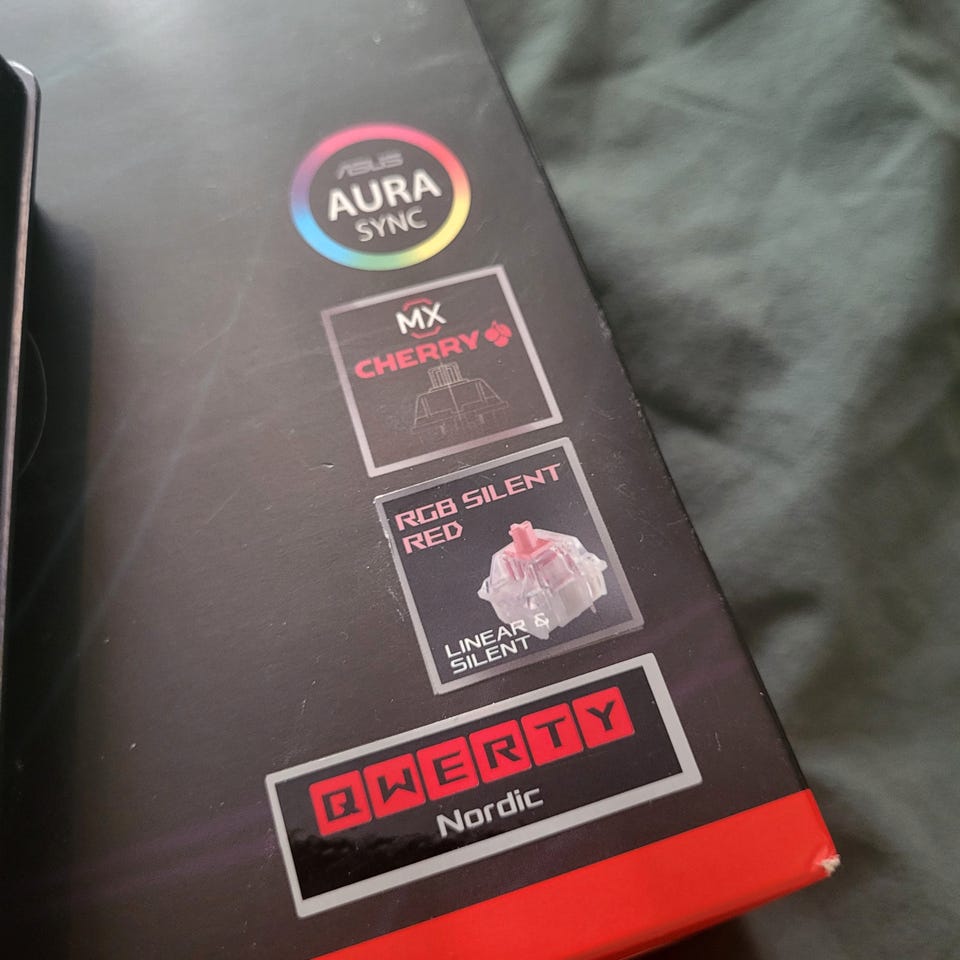 ASUS
AURA
SYNC
MX
CHERRY
RGB SILENT
RED
LINEAR &
SILENT
QWERTY
Nordic